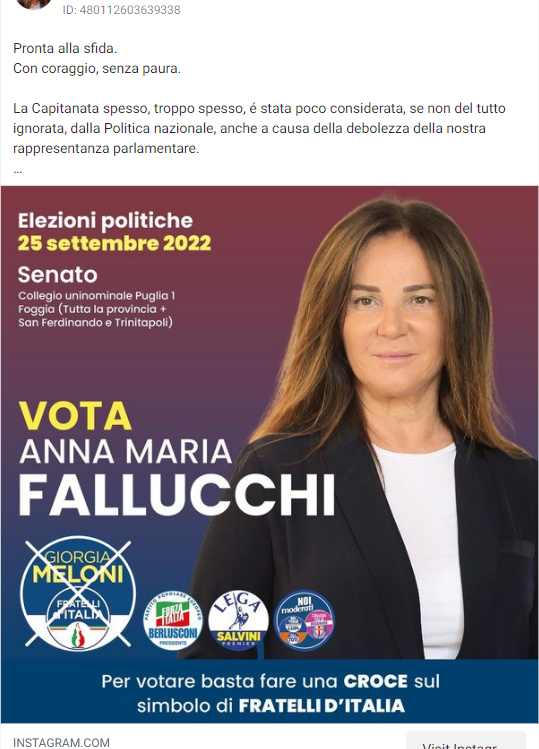 ID: 480112603639338
Pronta alla sfida.
Con coraggio, senza paura.
La Capitanata spesso, troppo spesso, é stata poco considerata, se non del tutto
ignorata, dalla Politica nazionale, anche a causa della debolezza della nostra
rappresentanza parlamentare.
...
Elezioni politiche
25 settembre 2022
Senato
Collegio uninominale Puglia 1
Foggia (Tutta la provincia +
San Ferdinando e Trinitapoli)
VOTA
ANNA MARIA
FALLUCCHI
GIORGIA
MELONI
FRATELLI
D'ITALIA
PARTITO POPOLARE EUROPEO
FORZA
ITALIA
BERLUSCONI
PRESIDENTE
LEGA
SALVINI
PREMIER
NOI
moderati
Per votare basta fare una CROCE sul
simbolo di FRATELLI D'ITALIA
INSTAGRAM.COM
Visit Instagr